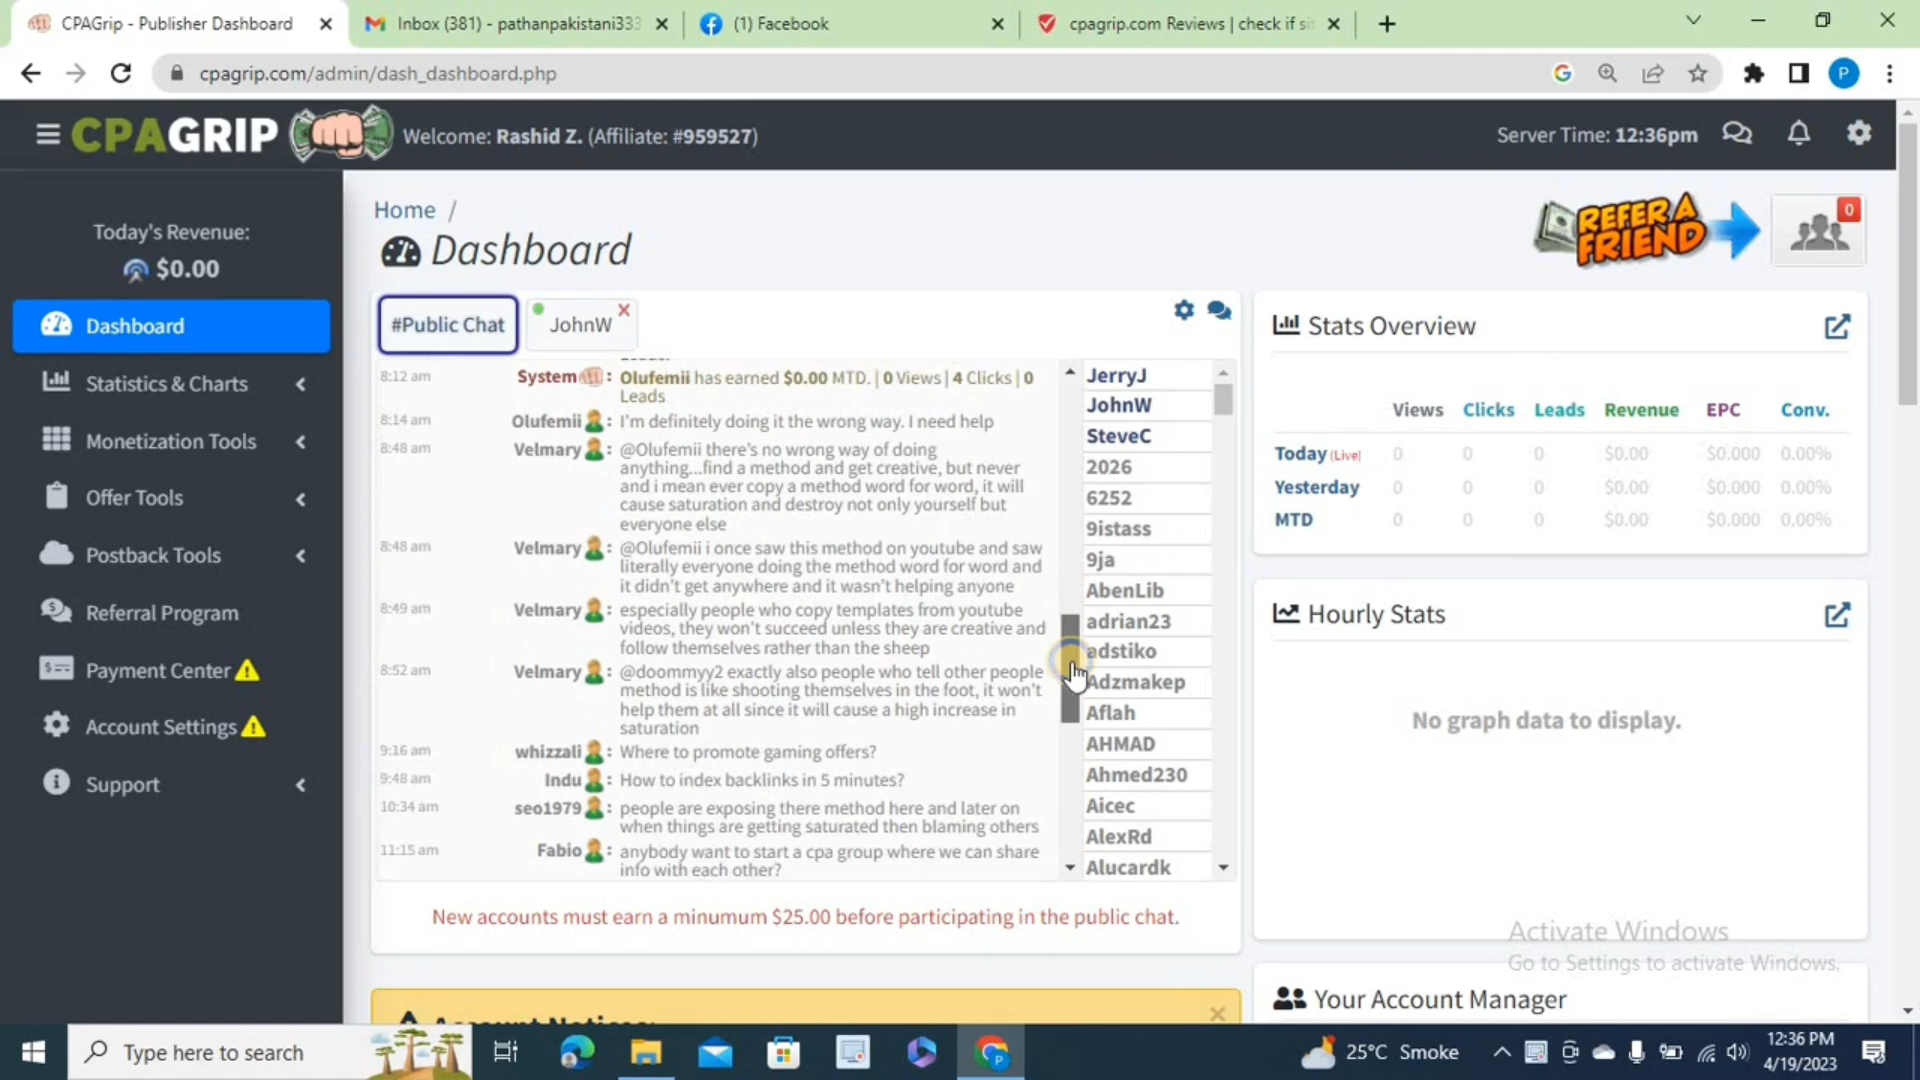 CPAGrip - Publisher Dashboard
Inbox (381) - pathanpakistani333
(1) Facebook
cpagrip.com Reviews | check if sit
cpagrip.com/admin/dash_dashboard.php
P
CPAGRIP
Welcome: Rashid Z. (Affiliate: #959527)
Server Time: 12:36pm
Today's Revenue:
$0.00
Dashboard
Statistics & Charts
Monetization Tools
Offer Tools
Postback Tools
Referral Program
Payment Center
Account Settings
Support
Home /
Dashboard
REFER A
FRIEND
0
#Public Chat
JohnW
8:12 am System : Olufemii has earned $0.00 MTD. | 0 Views | 4 Clicks | 0
Leads
8:14 am Olufemii : I'm definitely doing it the wrong way. I need help
8:48 am Velmary : @Olufemii there's no wrong way of doing
anything...find a method and get creative, but never
and i mean ever copy a method word for word, it will
cause saturation and destroy not only yourself but
everyone else
8:48 am Velmary : @Olufemii i once saw this method on youtube and saw
literally everyone doing the method word for word and
it didn't get anywhere and it wasn't helping anyone
8:49 am Velmary : especially people who copy templates from youtube
videos, they won't succeed unless they are creative and
follow themselves rather than the sheep
8:52 am Velmary : @doommyy2 exactly also people who tell other people
method is like shooting themselves in the foot, it won't
help them at all since it will cause a high increase in
saturation
9:16 am whizzali : Where to promote gaming offers?
9:48 am Indu : How to index backlinks in 5 minutes?
10:34 am seo1979 : people are exposing there method here and later on
when things are getting saturated then blaming others
11:15 am Fabio : anybody want to start a cpa group where we can share
info with each other?
JerryJ
JohnW
SteveC
2026
6252
9istass
9ja
AbenLib
adrian23
adstiko
Adzmakep
Aflah
AHMAD
Ahmed230
Aicec
AlexRd
Alucardk
New accounts must earn a minumum $25.00 before participating in the public chat.
Stats Overview
Views Clicks Leads Revenue EPC Conv.
Today (Live) 0 0 0 $0.00 $0.000 0.00%
Yesterday 0 0 0 $0.00 $0.000 0.00%
MTD 0 0 0 $0.00 $0.000 0.00%
Hourly Stats
No graph data to display.
Activate Windows
Go to Settings to activate Windows.
Your Account Manager
Account Notices:
Type here to search
25°C Smoke
12:36 PM
4/19/2023